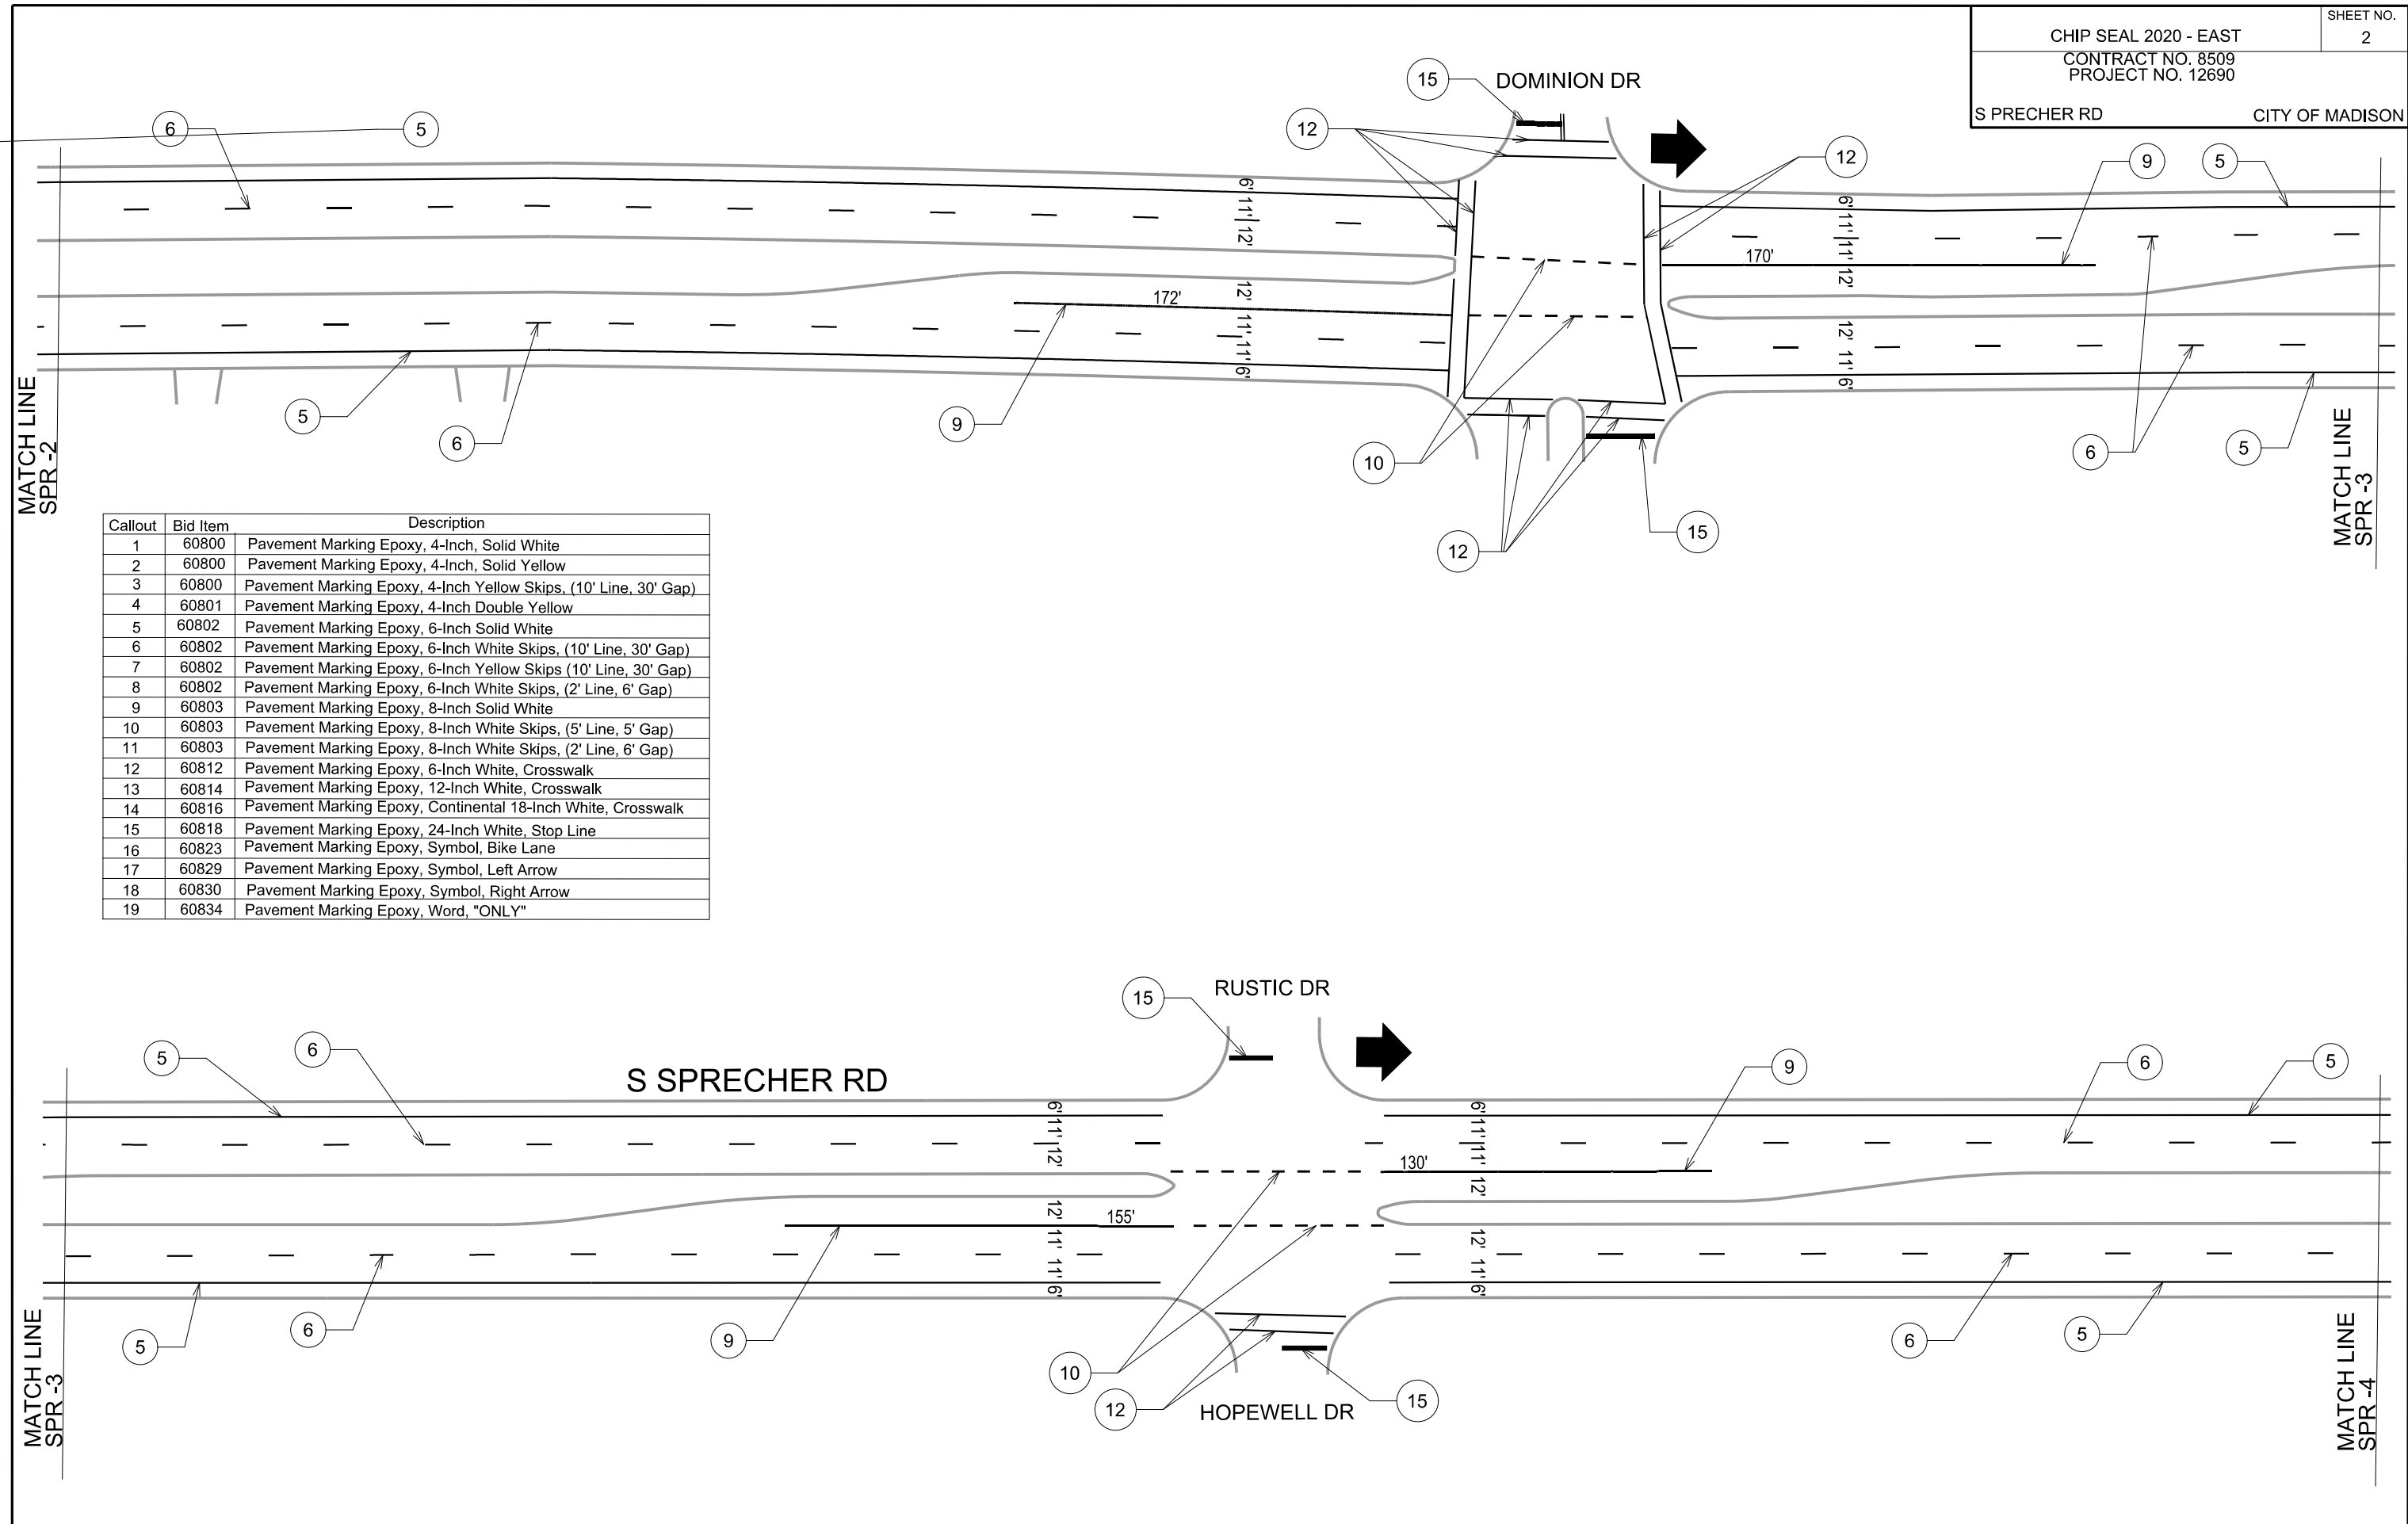 CHIP SEAL 2020 - EAST
SHEET NO.
2
CONTRACT NO. 8509
PROJECT NO. 12690
S PRECHER RD
CITY OF MADISON
15
DOMINION DR
6
5
12
12
9
5
6' 11' 12'
6' 11' 11' 12'
170'
172'
12' 11' 11' 6'
12' 11' 6'
5
6
9
10
12
15
6
5
MATCH LINE
SPR -2
MATCH LINE
SPR -3
Callout Bid Item Description
1 60800 Pavement Marking Epoxy, 4-Inch, Solid White
2 60800 Pavement Marking Epoxy, 4-Inch, Solid Yellow
3 60800 Pavement Marking Epoxy, 4-Inch Yellow Skips, (10' Line, 30' Gap)
4 60801 Pavement Marking Epoxy, 4-Inch Double Yellow
5 60802 Pavement Marking Epoxy, 6-Inch Solid White
6 60802 Pavement Marking Epoxy, 6-Inch White Skips, (10' Line, 30' Gap)
7 60802 Pavement Marking Epoxy, 6-Inch Yellow Skips (10' Line, 30' Gap)
8 60802 Pavement Marking Epoxy, 6-Inch White Skips, (2' Line, 6' Gap)
9 60803 Pavement Marking Epoxy, 8-Inch Solid White
10 60803 Pavement Marking Epoxy, 8-Inch White Skips, (5' Line, 5' Gap)
11 60803 Pavement Marking Epoxy, 8-Inch White Skips, (2' Line, 6' Gap)
12 60812 Pavement Marking Epoxy, 6-Inch White, Crosswalk
13 60814 Pavement Marking Epoxy, 12-Inch White, Crosswalk
14 60816 Pavement Marking Epoxy, Continental 18-Inch White, Crosswalk
15 60818 Pavement Marking Epoxy, 24-Inch White, Stop Line
16 60823 Pavement Marking Epoxy, Symbol, Bike Lane
17 60829 Pavement Marking Epoxy, Symbol, Left Arrow
18 60830 Pavement Marking Epoxy, Symbol, Right Arrow
19 60834 Pavement Marking Epoxy, Word, "ONLY"
15
RUSTIC DR
5
6
S SPRECHER RD
9
6
5
6' 11' 12'
6' 11' 11' 12'
130'
155'
12' 11' 11' 6'
12' 11' 6'
5
6
9
10
12
HOPEWELL DR
15
6
5
MATCH LINE
SPR -3
MATCH LINE
SPR -4